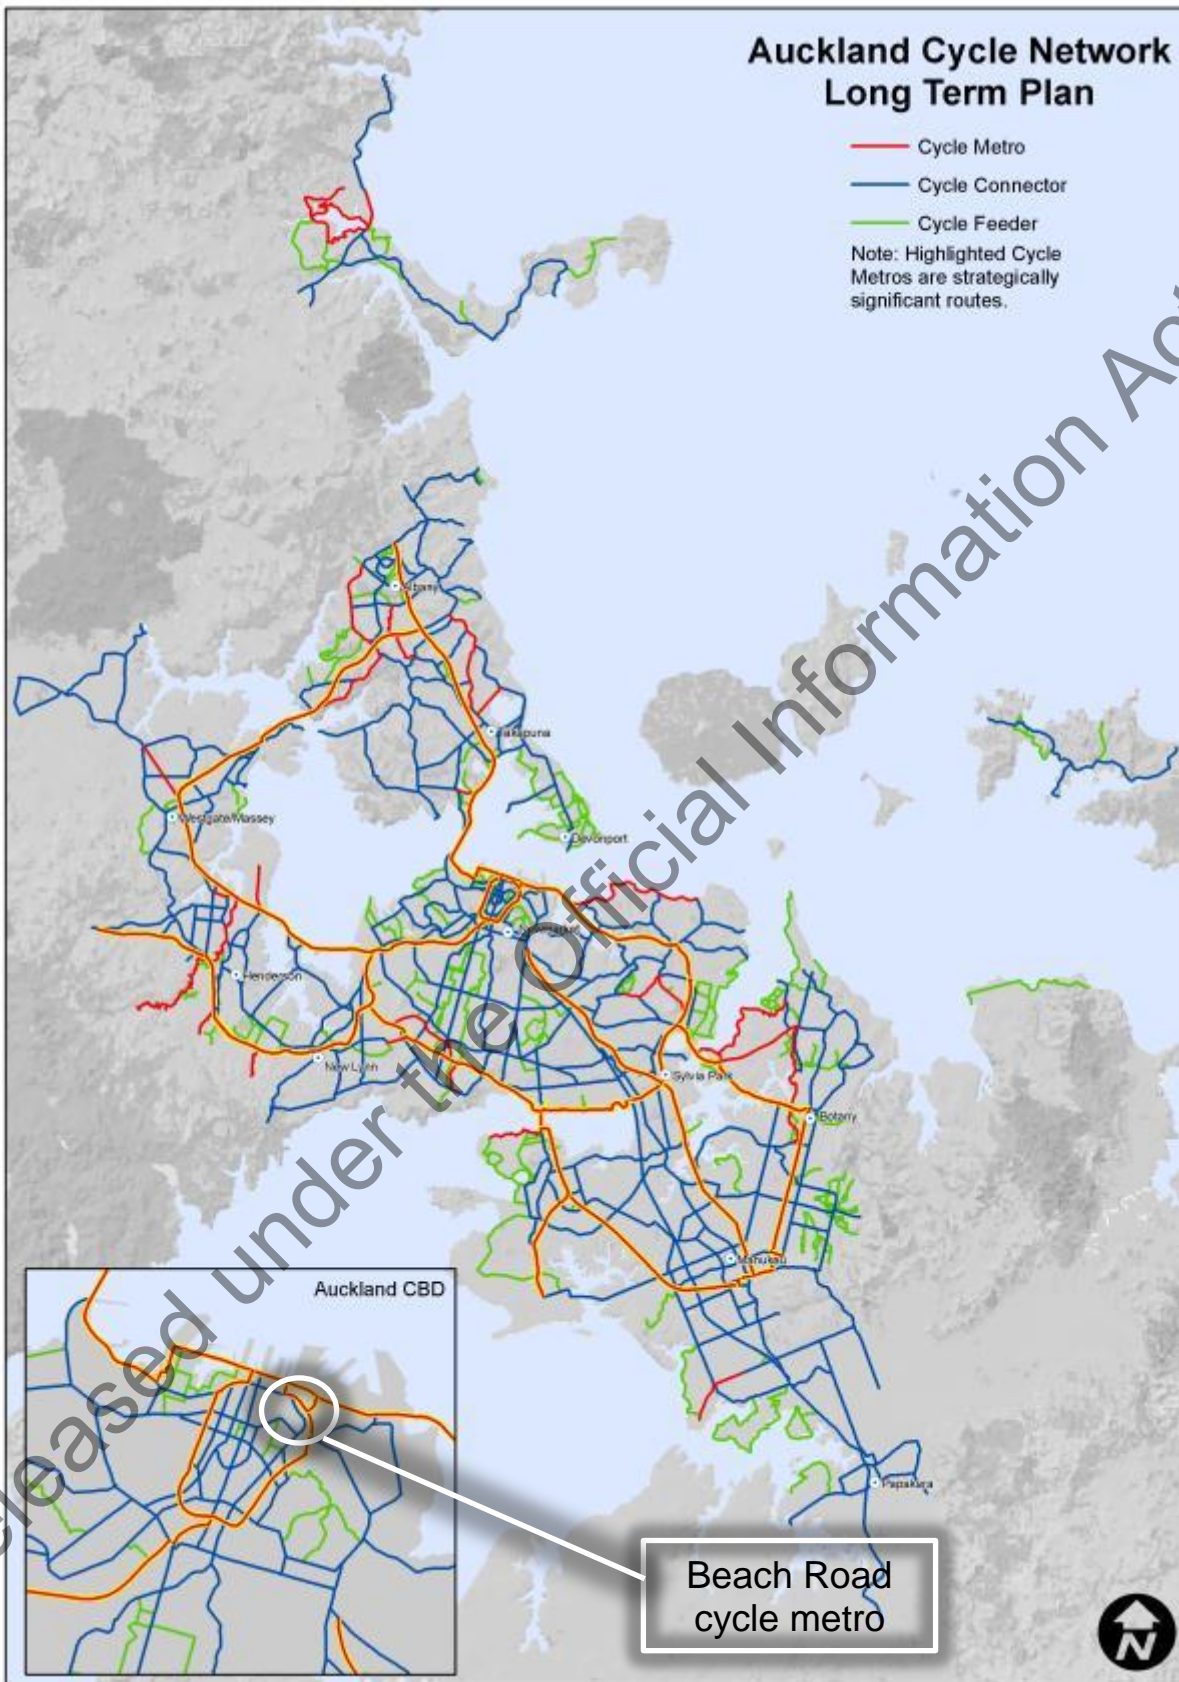 Auckland Cycle Network
Long Term Plan
Cycle Metro
Cycle Connector
Cycle Feeder
Note: Highlighted Cycle
Metros are strategically
significant routes.
Albany
Takapuna
Westgate/Massey
Devonport
Newmarket
Henderson
New Lynn
Sylvia Park
Botany
Manukau
Papakura
Auckland CBD
Beach Road
cycle metro
N
Released under the Official Information Act